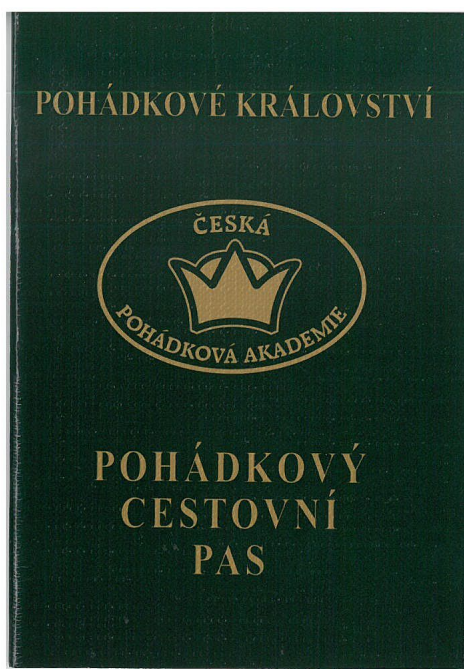 POHÁDKOVÉ KRÁLOVSTVÍ
ČESKÁ
POHÁDKOVÁ AKADEMIE
POHÁDKOVÝ
CESTOVNÍ
PAS